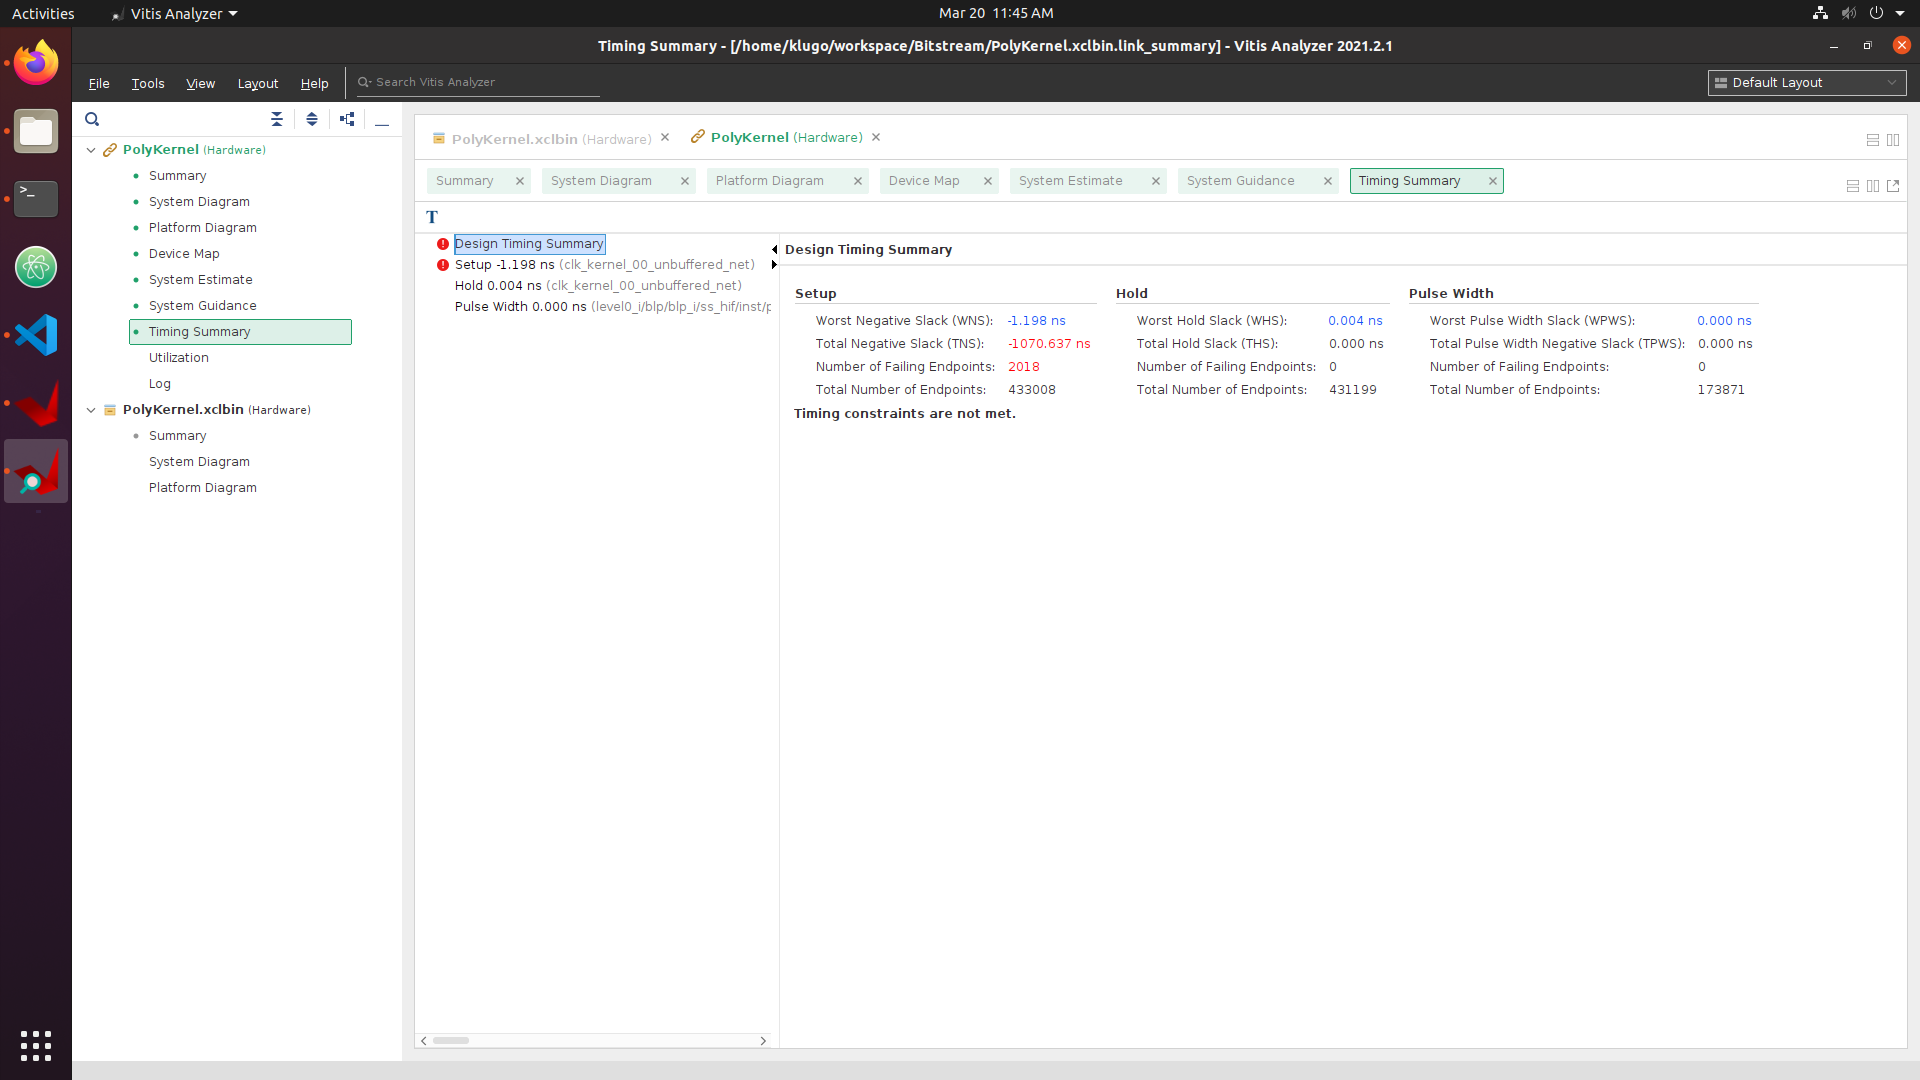 Activities
Vitis Analyzer
Mar 20 11:45 AM
Timing Summary - [/home/klugo/workspace/Bitstream/PolyKernel.xclbin.link_summary] - Vitis Analyzer 2021.2.1
File Tools View Layout Help
Search Vitis Analyzer
Default Layout
PolyKernel (Hardware)
Summary
System Diagram
Platform Diagram
Device Map
System Estimate
System Guidance
Timing Summary
Utilization
Log
PolyKernel.xclbin (Hardware)
Summary
System Diagram
Platform Diagram
PolyKernel.xclbin (Hardware)
PolyKernel (Hardware)
Summary
System Diagram
Platform Diagram
Device Map
System Estimate
System Guidance
Timing Summary
T
Design Timing Summary
Setup -1.198 ns (clk_kernel_00_unbuffered_net)
Hold 0.004 ns (clk_kernel_00_unbuffered_net)
Pulse Width 0.000 ns (level0_i/blp/blp_i/ss_hif/inst/p
Design Timing Summary
Setup
Worst Negative Slack (WNS): -1.198 ns
Total Negative Slack (TNS): -1070.637 ns
Number of Failing Endpoints: 2018
Total Number of Endpoints: 433008
Hold
Worst Hold Slack (WHS): 0.004 ns
Total Hold Slack (THS): 0.000 ns
Number of Failing Endpoints: 0
Total Number of Endpoints: 431199
Pulse Width
Worst Pulse Width Slack (WPWS): 0.000 ns
Total Pulse Width Negative Slack (TPWS): 0.000 ns
Number of Failing Endpoints: 0
Total Number of Endpoints: 173871
Timing constraints are not met.